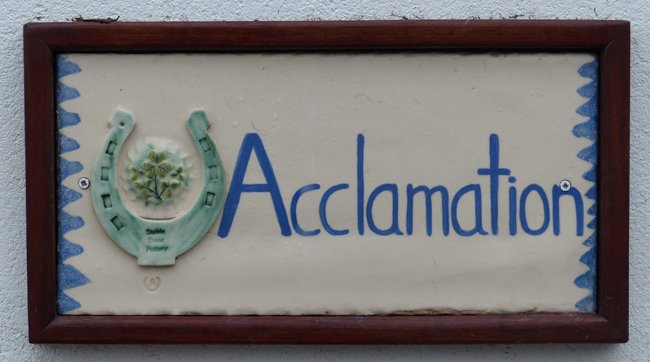 Acclamation
Stable
Door
Pottery